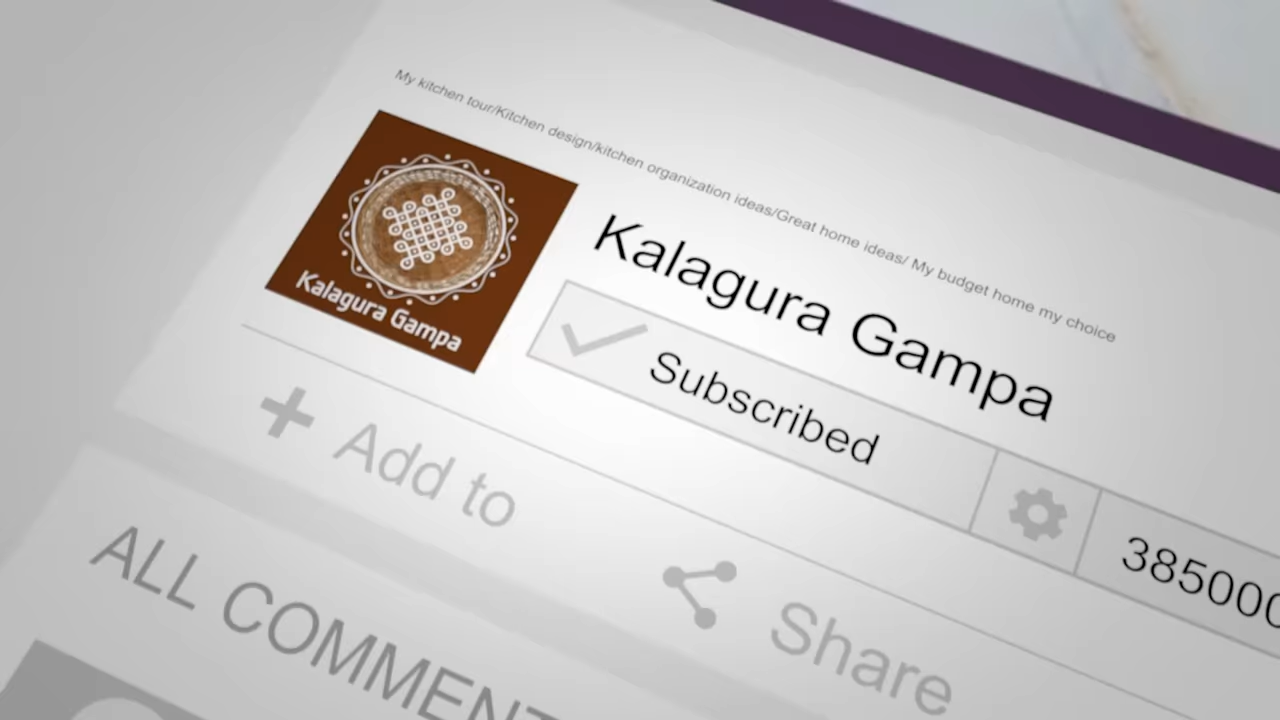 My kitchen tour/Kitchen design/kitchen organization ideas/Great home ideas/ My budget home my choice
Kalagura Gampa
Kalagura Gampa
Subscribed
385000
Add to
Share
ALL COMMENT